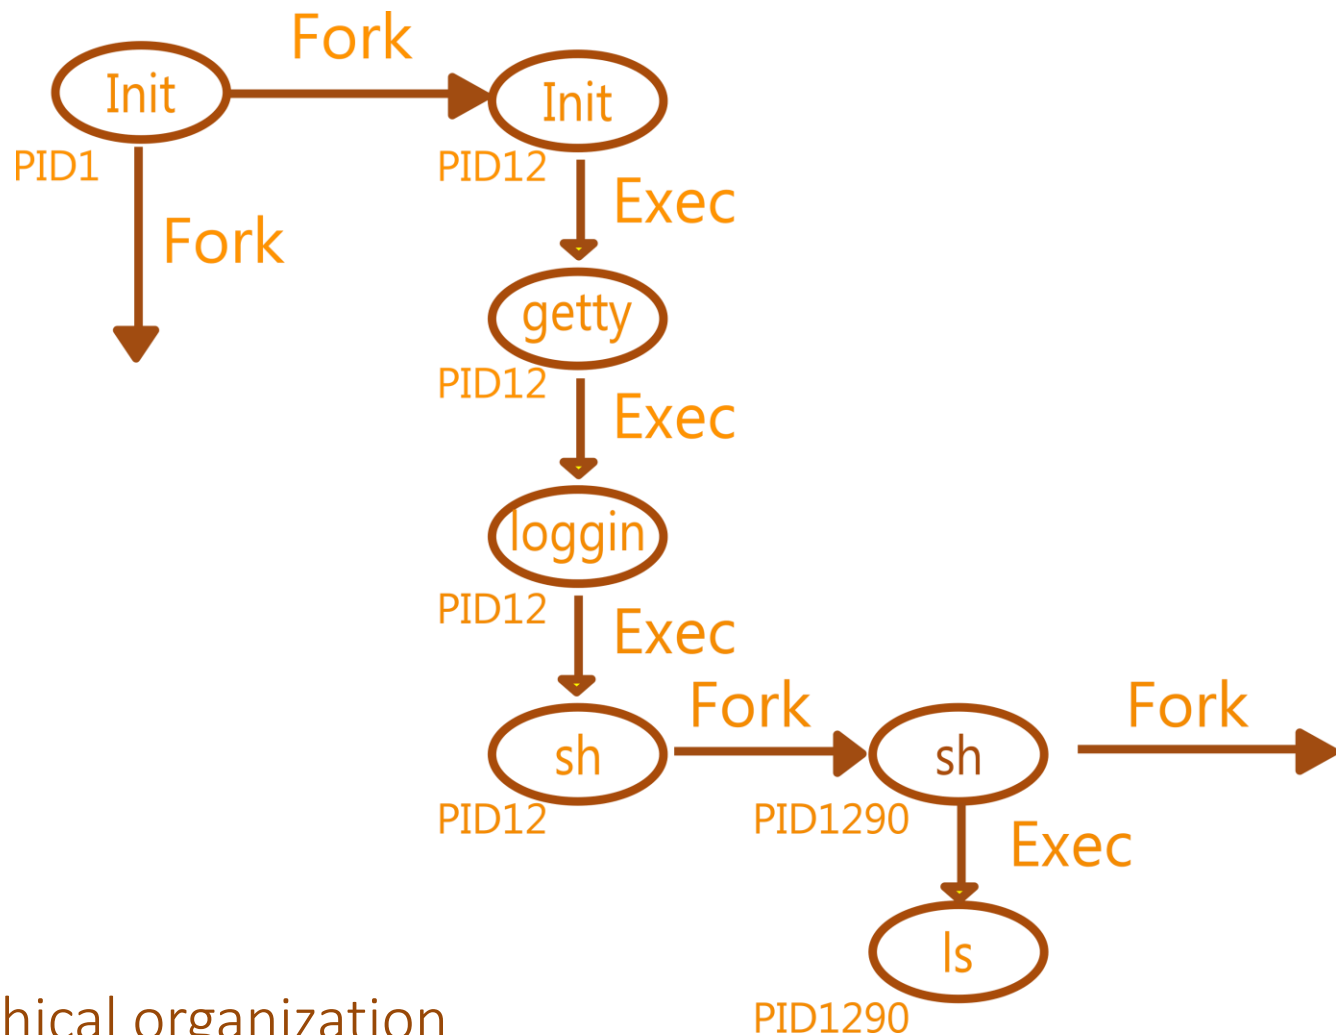 Fork
Init
Init
PID1
PID12
Exec
Fork
getty
PID12
Exec
loggin
PID12
Exec
Fork
Fork
sh
sh
PID12
PID1290
Exec
ls
PID1290
hical organization